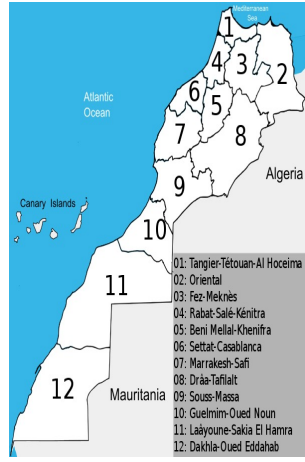 Mediterranean
Sea
1
2
3
4
5
6
7
8
9
10
11
12
Atlantic
Ocean
Algeria
Canary Islands
Mauritania
01: Tangier-Tétouan-Al Hoceima
02: Oriental
03: Fez-Meknès
04: Rabat-Salé-Kénitra
05: Beni Mellal-Khenifra
06: Settat-Casablanca
07: Marrakesh-Safi
08: Drâa-Tafilalt
09: Souss-Massa
10: Guelmim-Oued Noun
11: Laâyoune-Sakia El Hamra
12: Dakhla-Oued Eddahab